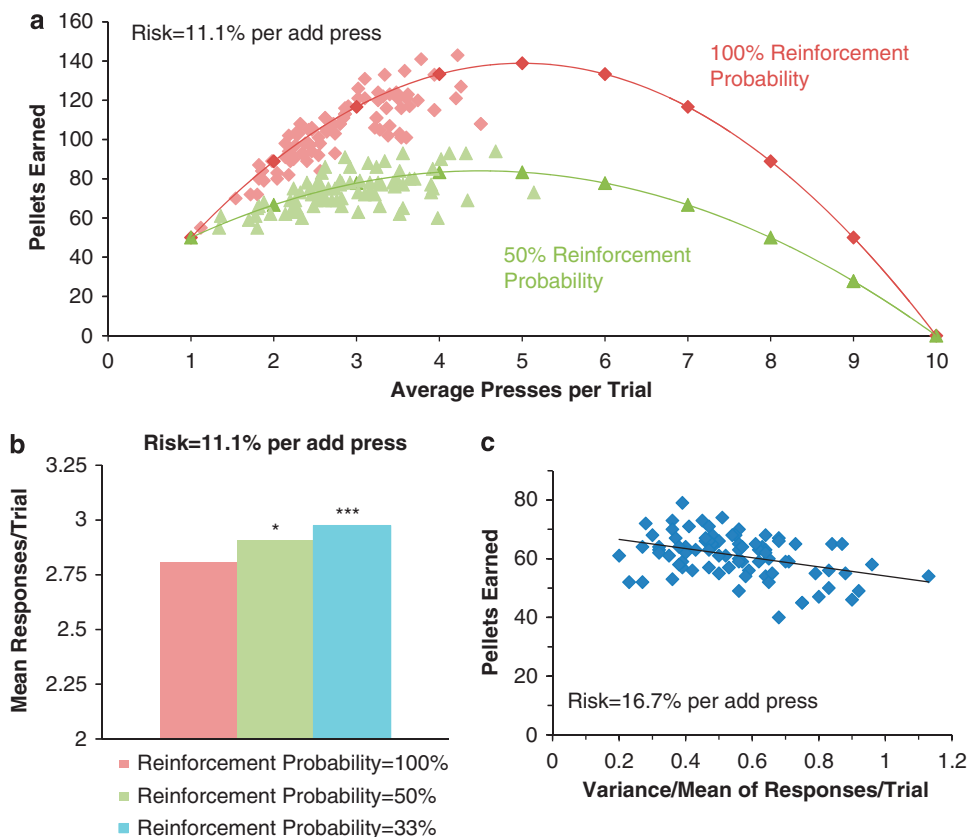 a
Risk=11.1% per add press
100% Reinforcement
Probability
50% Reinforcement
Probability
Pellets Earned
160
140
120
100
80
60
40
20
0
0 1 2 3 4 5 6 7 8 9 10
Average Presses per Trial
b
Risk=11.1% per add press
Mean Responses/Trial
3.25
3
2.75
2.5
2.25
2
*
***
Reinforcement Probability=100%
Reinforcement Probability=50%
Reinforcement Probability=33%
c
Pellets Earned
80
60
40
20
0
Risk=16.7% per add press
0 0.2 0.4 0.6 0.8 1 1.2
Variance/Mean of Responses/Trial